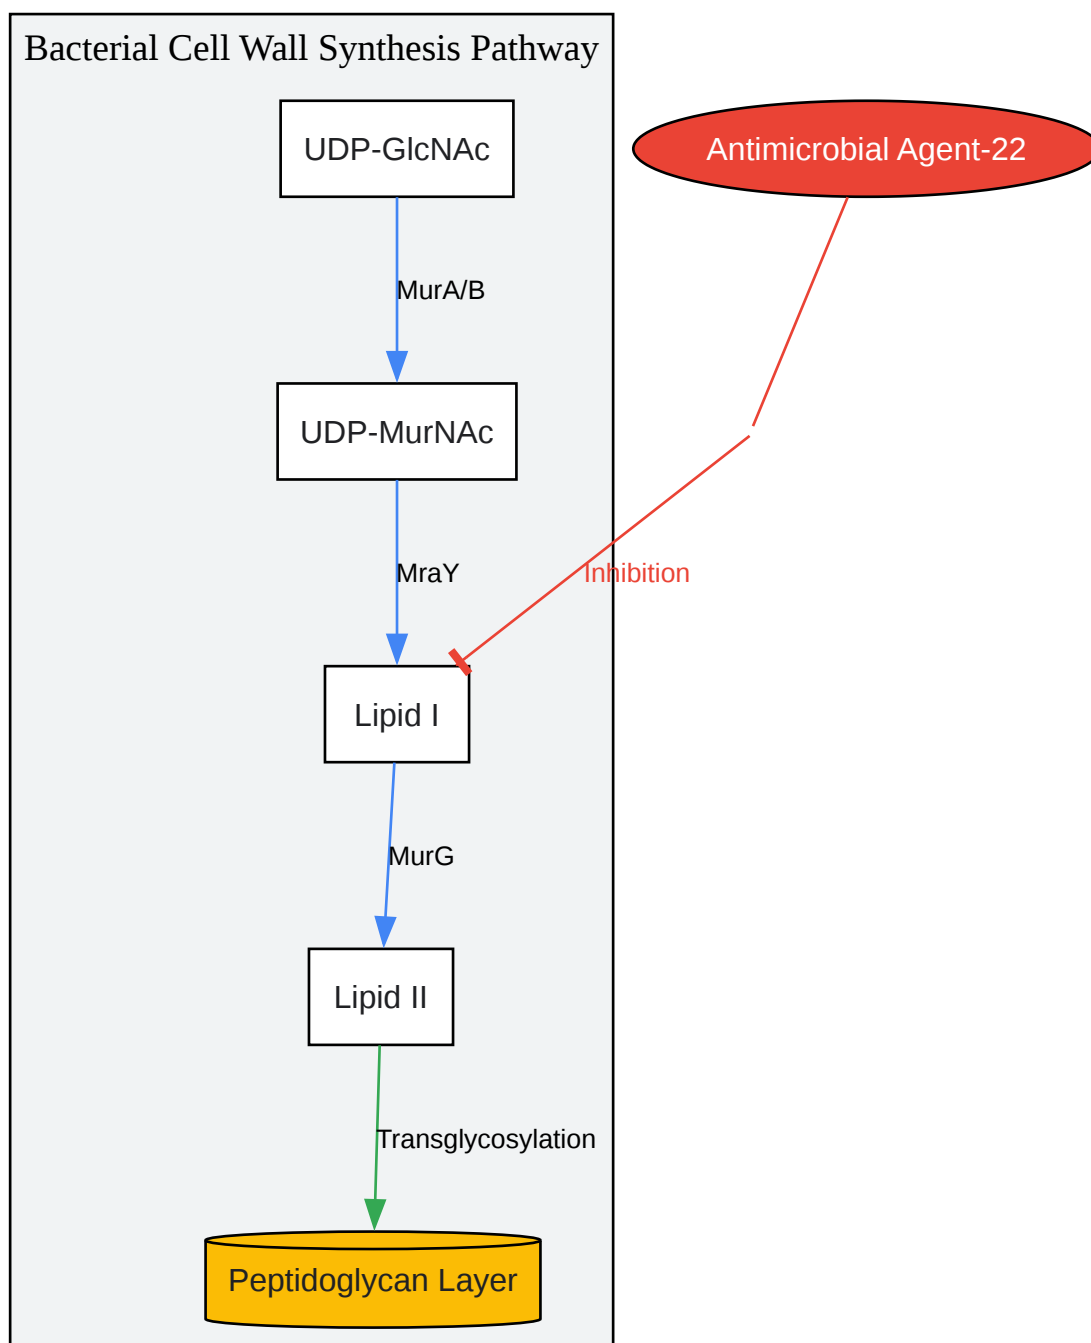 Bacterial Cell Wall Synthesis Pathway
UDP-GlcNAc
Antimicrobial Agent-22
MurA/B
UDP-MurNAc
MraY
Inhibition
Lipid I
MurG
Lipid II
Transglycosylation
Peptidoglycan Layer